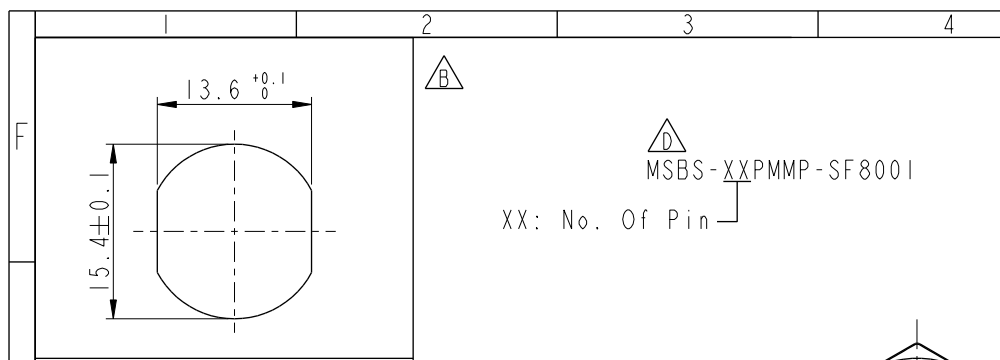 1 2 3 4
F
B
13.6 +0.1 0
15.4±0.1
D
MSBS-XXPMMP-SF8001
XX: No. Of Pin